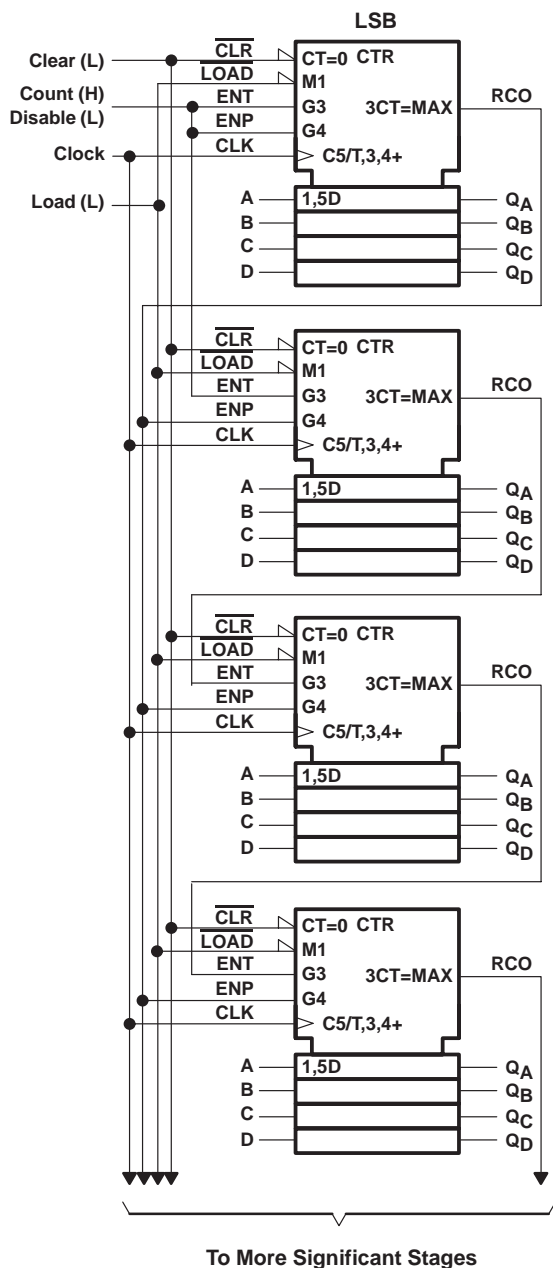 LSB
Clear (L)
Count (H)
Disable (L)
Clock
Load (L)
CLR
LOAD
ENT
ENP
CLK
CT=0 CTR
M1
G3
3CT=MAX
G4
C5/T,3,4+
RCO
A 1,5D QA
B QB
C QC
D QD
CLR
LOAD
ENT
ENP
CLK
CT=0 CTR
M1
G3
3CT=MAX
G4
C5/T,3,4+
RCO
A 1,5D QA
B QB
C QC
D QD
CLR
LOAD
ENT
ENP
CLK
CT=0 CTR
M1
G3
3CT=MAX
G4
C5/T,3,4+
RCO
A 1,5D QA
B QB
C QC
D QD
CLR
LOAD
ENT
ENP
CLK
CT=0 CTR
M1
G3
3CT=MAX
G4
C5/T,3,4+
RCO
A 1,5D QA
B QB
C QC
D QD
To More Significant Stages